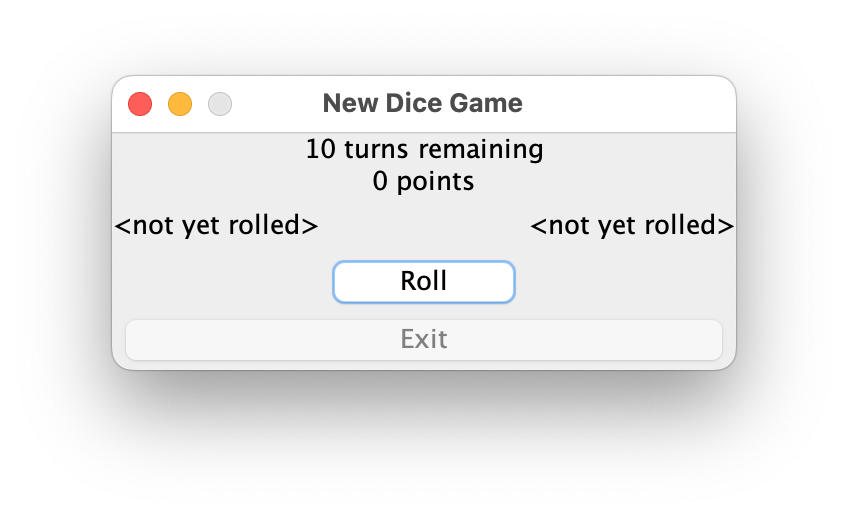 New Dice Game
10 turns remaining
0 points
<not yet rolled> <not yet rolled>
Roll
Exit